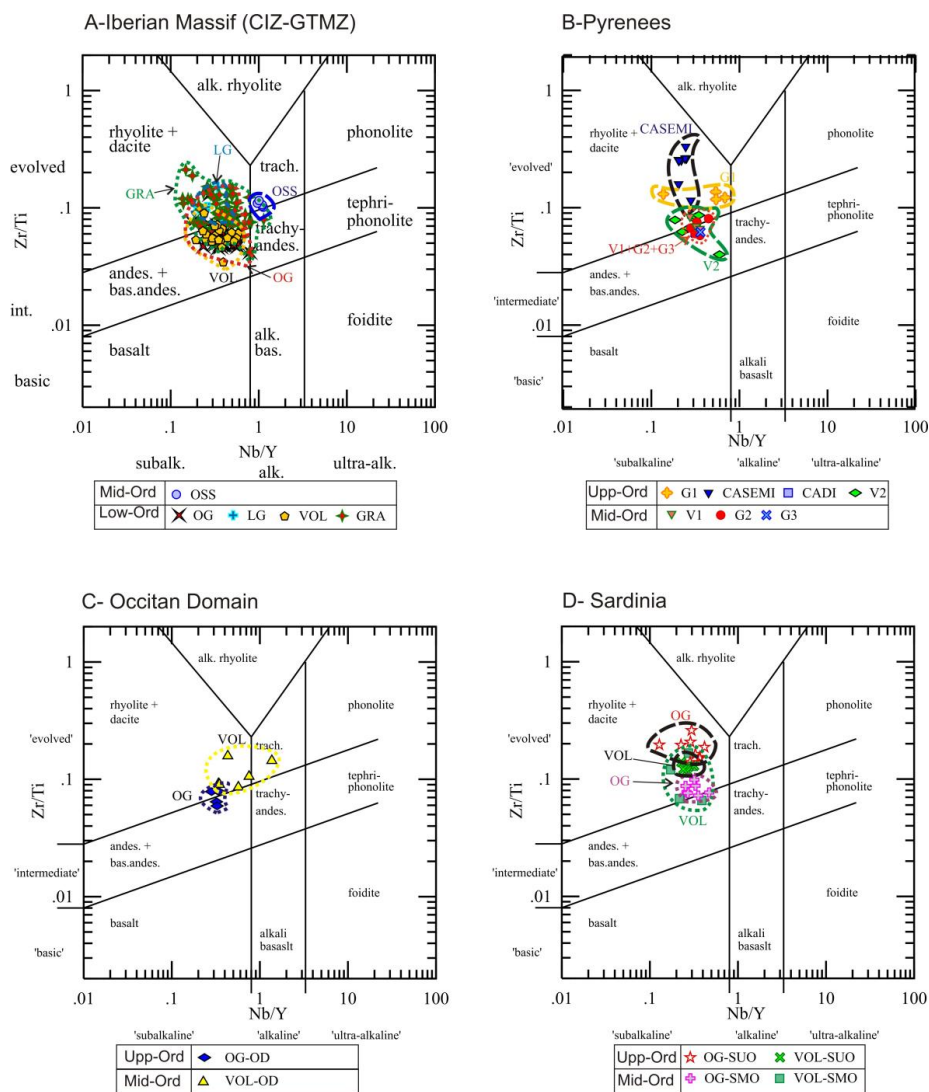 A-Iberian Massif (CIZ-GTMZ)
1
.1
.01
Zr/Ti
evolved
int.
basic
alk. rhyolite
rhyolite +
dacite
LG
phonolite
trach.
GRA
OSS
tephri-
phonolite
trachy-
andes.
VOL
OG
andes. +
bas.andes.
foidite
basalt
alk.
bas.
.01
.1
1
10
100
Nb/Y
subalk.
alk.
ultra-alk.
Mid-Ord
OSS
Low-Ord
OG
LG
VOL
GRA
B-Pyrenees
1
.1
.01
Zr/Ti
'evolved'
'intermediate'
'basic'
alk. rhyolite
rhyolite +
dacite
CASEMI
phonolite
trach.
G1
tephri-
phonolite
trachy-
andes.
V1+G2+G3
V2
andes. +
bas.andes.
foidite
basalt
alkali
basaslt
.01
.1
1
10
100
Nb/Y
'subalkaline'
'alkaline'
'ultra-alkaline'
Upp-Ord
G1
CASEMI
CADI
V2
Mid-Ord
V1
G2
G3
C- Occitan Domain
1
.1
.01
Zr/Ti
'evolved'
'intermediate'
'basic'
alk. rhyolite
rhyolite +
dacite
phonolite
VOL
trach.
OG
tephri-
phonolite
trachy-
andes.
andes. +
bas.andes.
foidite
basalt
alkali
basaslt
.01
.1
1
10
100
Nb/Y
'subalkaline'
'alkaline'
'ultra-alkaline'
Upp-Ord
OG-OD
Mid-Ord
VOL-OD
D- Sardinia
1
.1
.01
Zr/Ti
'evolved'
'intermediate'
'basic'
alk. rhyolite
rhyolite +
dacite
OG
phonolite
VOL
trach.
OG
tephri-
phonolite
trachy-
andes.
VOL
andes. +
bas.andes.
foidite
basalt
alkali
basaslt
.01
.1
1
10
100
Nb/Y
'subalkaline'
'alkaline'
'ultra-alkaline'
Upp-Ord
OG-SUO
VOL-SUO
Mid-Ord
OG-SMO
VOL-SMO